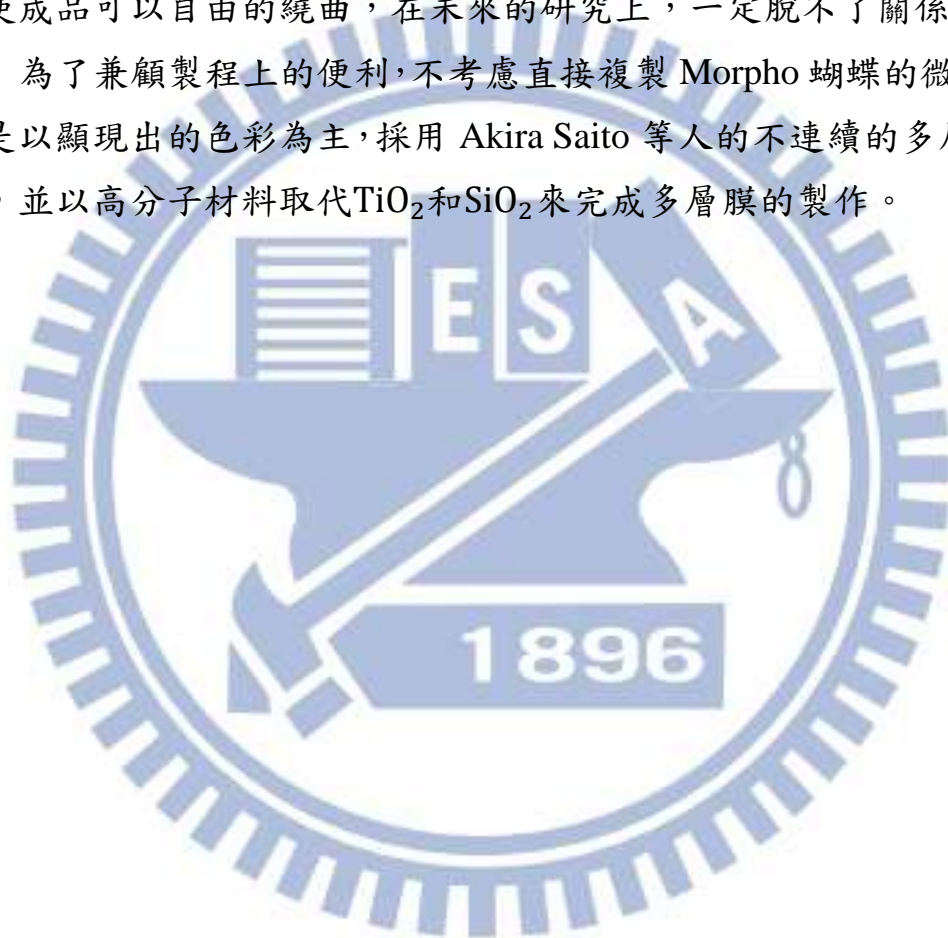 使成品可以自由的繞曲，在未來的研究上，一定脫不了關係
為了兼顧製程上的便利，不考慮直接複製 Morpho 蝴蝶的微
是以顯現出的色彩為主，採用 Akira Saito 等人的不連續的多
，並以高分子材料取代TiO₂和SiO₂來完成多層膜的製作。
E S A
1896